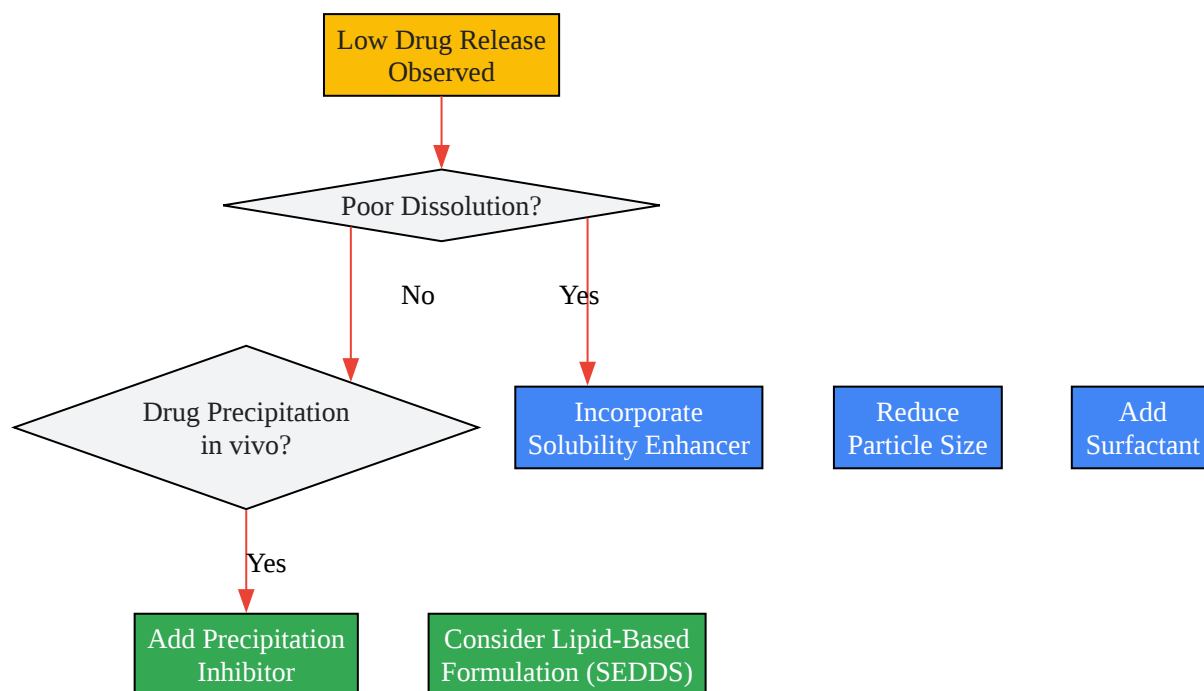 Low Drug Release
Observed
Poor Dissolution?
No
Yes
Drug Precipitation
in vivo?
Incorporate
Solubility Enhancer
Reduce
Particle Size
Add
Surfactant
Yes
Add Precipitation
Inhibitor
Consider Lipid-Based
Formulation (SEDDS)